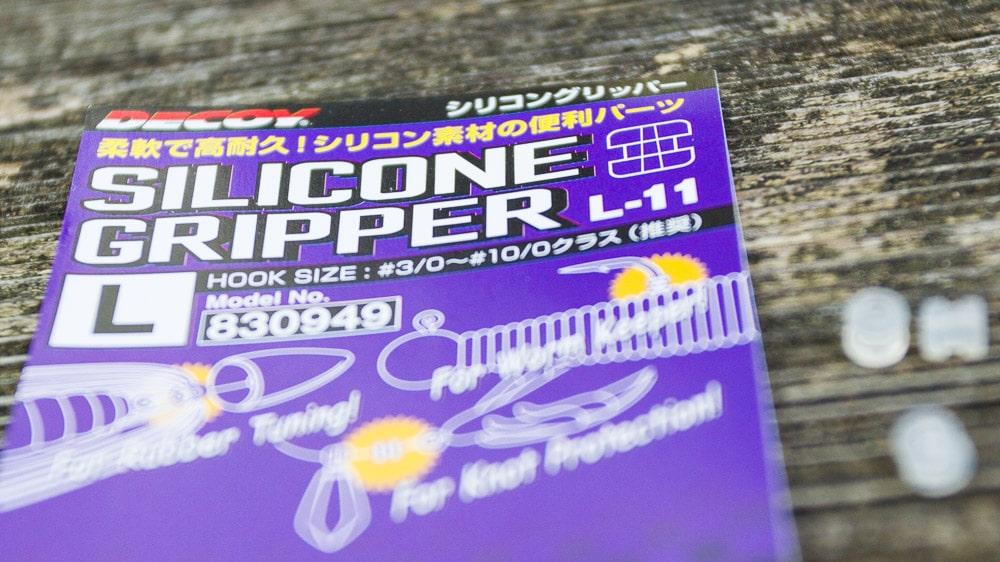 DECOY® シリコングリッパー
柔軟で高耐久！シリコン素材の便利パーツ
SILICONE
GRIPPER L-11
L HOOK SIZE : #3/0～#10/0クラス（推奨）
Model No.
830949
For Worm Keeper!
For Rubber Tuning!
For Knot Protection!